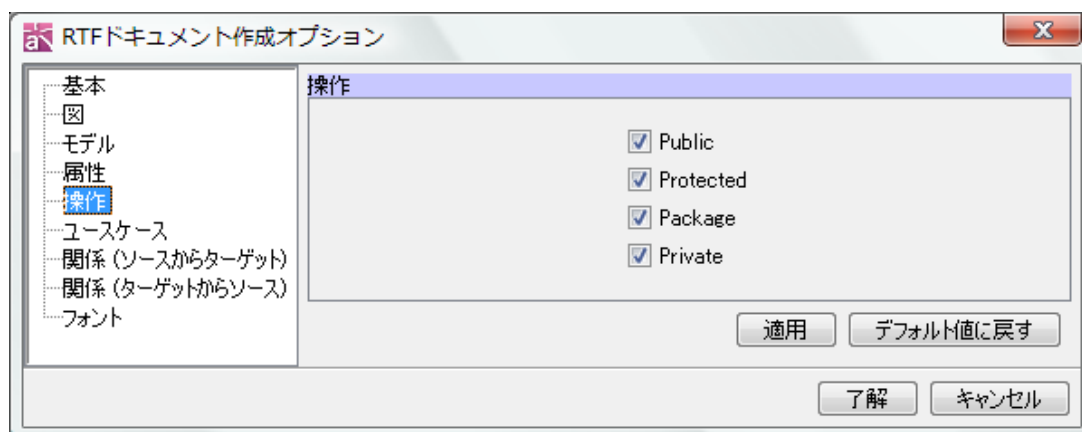 RTFドキュメント作成オプション
基本
図
モデル
属性
操作
ユースケース
関係 (ソースからターゲット)
関係 (ターゲットからソース)
フォント
操作
Public
Protected
Package
Private
適用
デフォルト値に戻す
了解
キャンセル